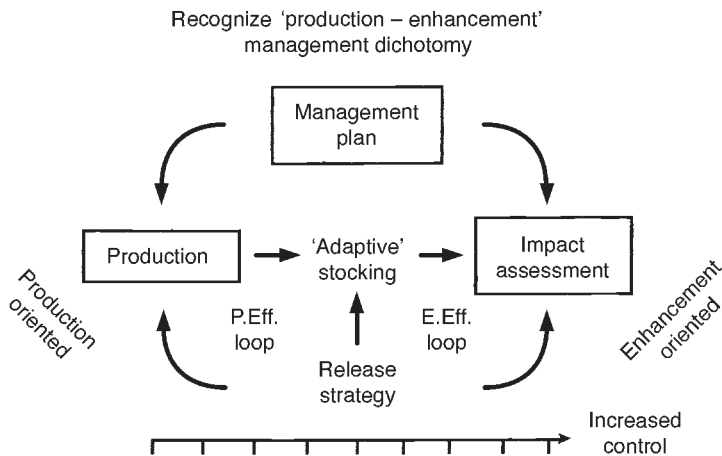 Recognize ‘production – enhancement’
management dichotomy
Management
plan
Production
‘Adaptive’
stocking
Impact
assessment
Production
oriented
P.Eff.
loop
E.Eff.
loop
Enhancement
oriented
Release
strategy
Increased
control